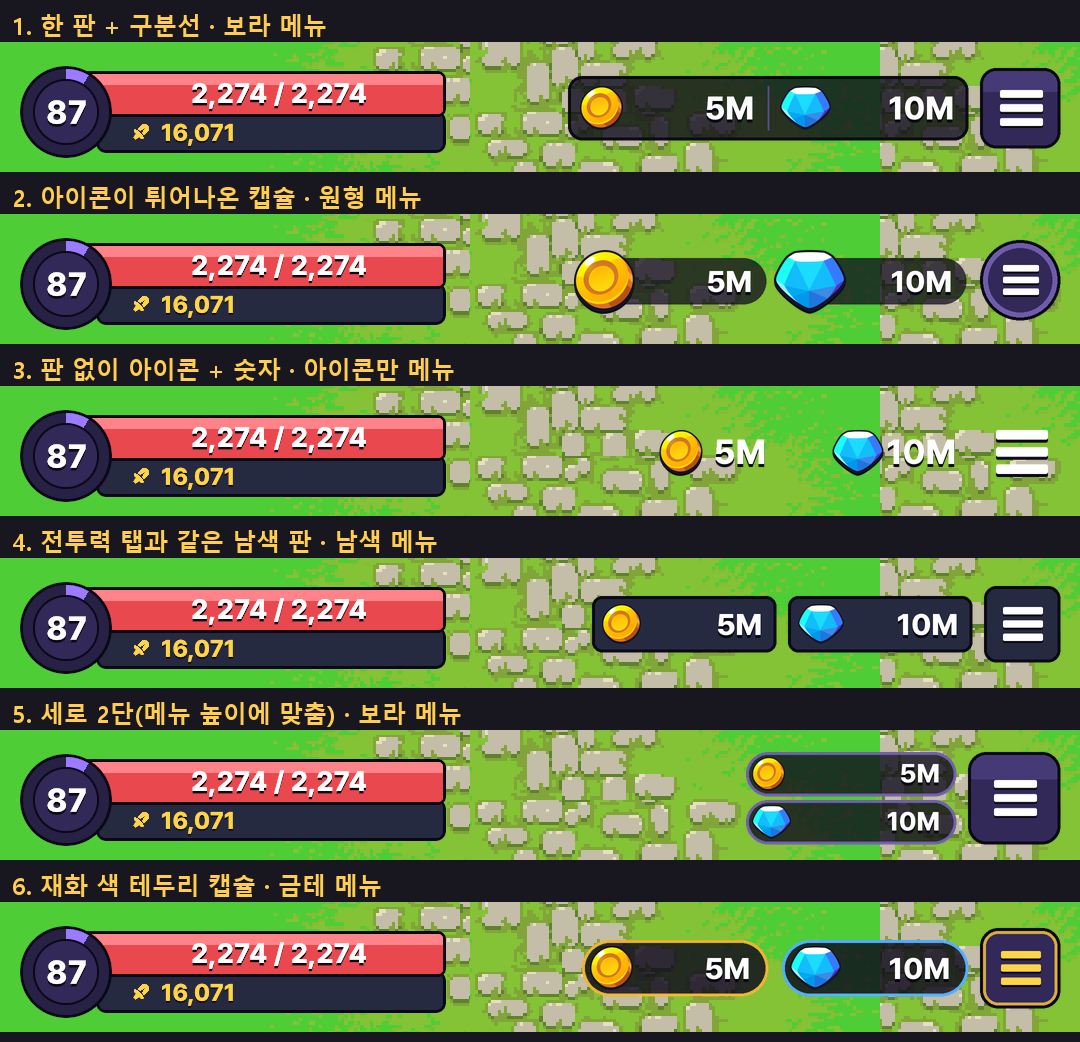 1. 한 판 + 구분선 · 보라 메뉴
87 2,274 / 2,274 5M 10M
16,071
2. 아이콘이 튀어나온 캡슐 · 원형 메뉴
87 2,274 / 2,274 5M 10M
16,071
3. 판 없이 아이콘 + 숫자 · 아이콘만 메뉴
87 2,274 / 2,274 5M 10M
16,071
4. 전투력 탭과 같은 남색 판 · 남색 메뉴
87 2,274 / 2,274 5M 10M
16,071
5. 세로 2단(메뉴 높이에 맞춤) · 보라 메뉴
87 2,274 / 2,274 5M
16,071 10M
6. 재화 색 테두리 캡슐 · 금테 메뉴
87 2,274 / 2,274 5M 10M
16,071